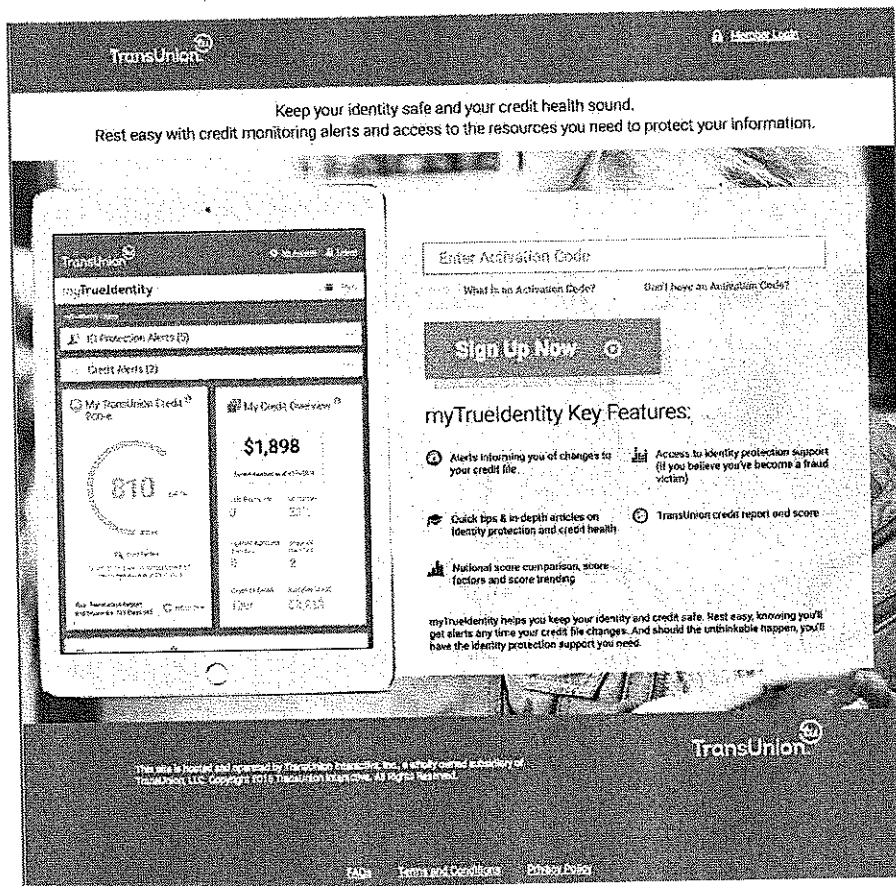 TransUnion
Member Login
Keep your identity safe and your credit health sound.
Rest easy with credit monitoring alerts and access to the resources you need to protect your information.
TransUnion
myTrueIdentity
ID Protection Alerts (5)
Credit Alerts (2)
My TransUnion Credit
My Credit Overview
$1,898
810
Enter Activation Code
What is an Activation Code?
Don't have an Activation Code?
Sign Up Now
myTrueIdentity Key Features:
Alerts informing you of changes to
your credit file
Access to identity protection support
(if you believe you've become a fraud
victim)
Quick tips & in depth articles on
identity protection and credit health
TransUnion credit report and score
National score comparison, score
factors and score trending
myTrueIdentity helps you keep your identity and credit safe. Rest easy, knowing you'll
get alerts any time your credit file changes. And should the unthinkable happen, you'll
have the identity protection support you need.
TransUnion
This site is hosted and operated by TransUnion Interactive, Inc., a wholly owned subsidiary of
TransUnion, LLC. Copyright 2016 TransUnion Interactive. All Rights Reserved.
FAQs
Terms and Conditions
Privacy Policy